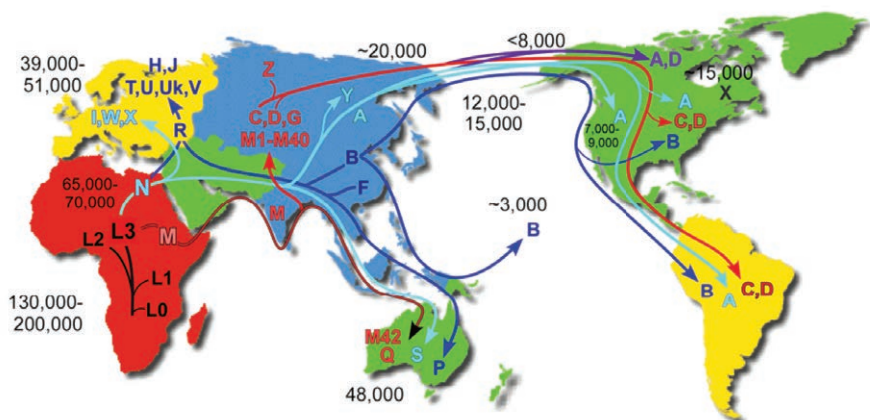 39,000-
51,000
H,J
T,U,Uk,V
I,W,X
R
65,000-
70,000
N
L3
M
L2
L1
L0
130,000-
200,000
~20,000
Z
C,D,G
M1-M40
Y
A
B
F
M
M42
Q
S
P
48,000
~3,000
B
<8,000
12,000-
15,000
A,D
~15,000
X
A
A
C,D
7,000-
9,000
B
B
A
C,D